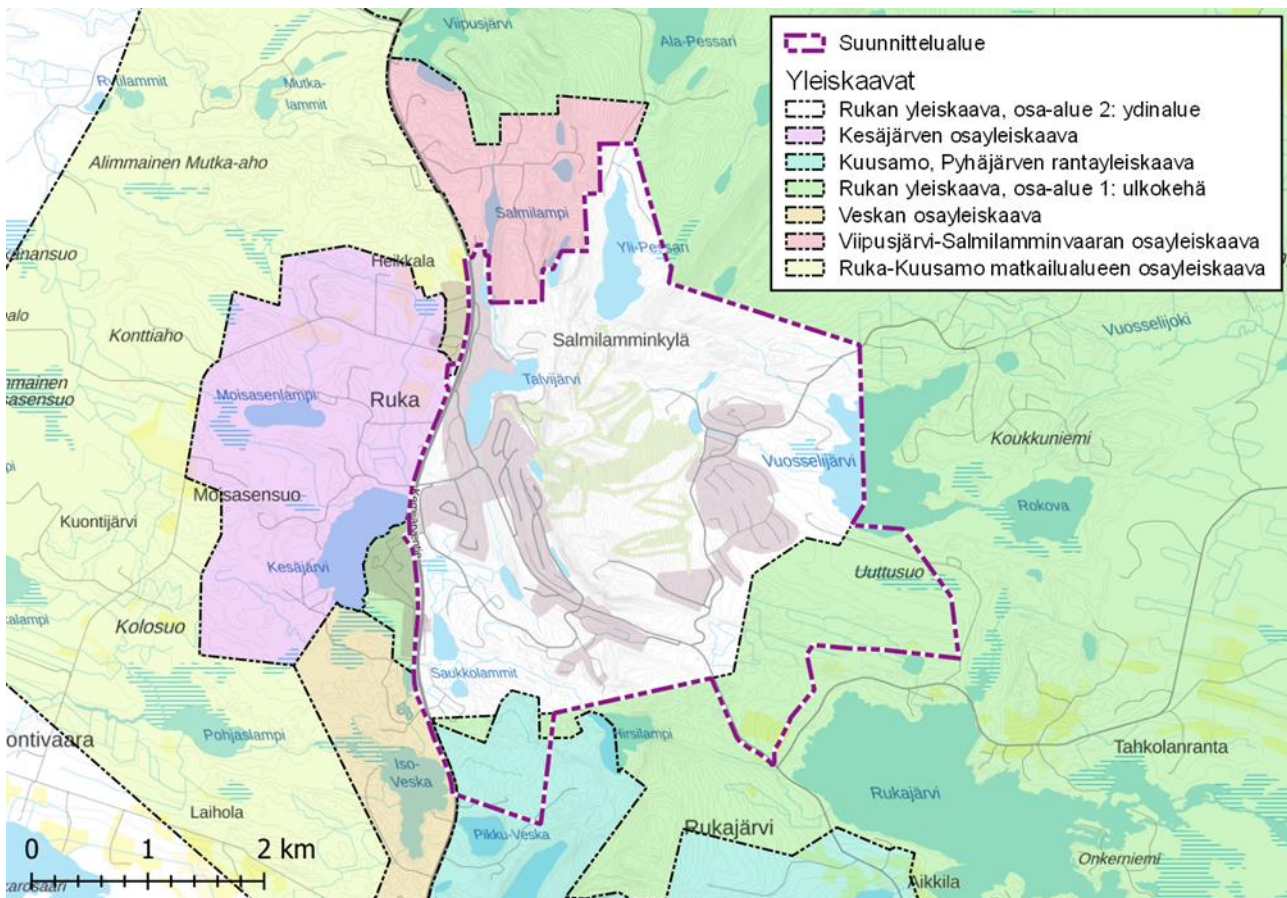 Viipusjärvi
Ala-Pessari
Suunnittelualue
Yleiskaavat
Rukan yleiskaava, osa-alue 2: ydinalue
Kesäjärven osayleiskaava
Kuusamo, Pyhäjärven rantayleiskaava
Rukan yleiskaava, osa-alue 1: ulkokehä
Veskan osayleiskaava
Viipusjärvi-Salmilamminvaaran osayleiskaava
Ruka-Kuusamo matkailualueen osayleiskaava
Rytilammit
Mutka-
lammit
Alimmainen Mutka-aho
Salmilampi
Yli-Pessari
Heikkala
Konttiaho
Salmilamminkylä
Vuosselijoki
Talvijärvi
Moisasenlampi
Ruka
Koukkuniemi
Vuosselijärvi
Moisasensuo
Rokova
Kuontijärvi
Kesäjärvi
Uuttusuo
Kolosuo
Saukkolammit
Pohjaslampi
Hirsilampi
ontivaara
Iso-
Veska
Tahkolanranta
Rukajärvi
Laihola
Pikku-Veska
Rukajärvi
0 1 2 km
Onkerniemi
Aikkila
karosaari